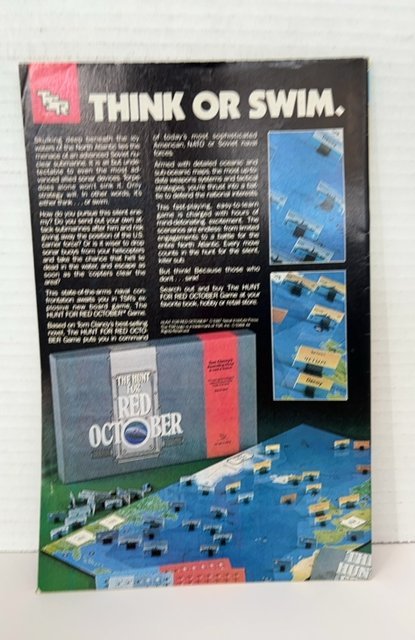 TSR
THINK OR SWIM.
Skulking deep beneath the icy
waters of the North Atlantic lies the
menace of an advanced Soviet nu-
clear submarine. It is all but unde-
tectable to even the most ad-
vanced allied sonar devices. Torpe-
does alone won't sink it. Only
strategy will. In other words, it's
either think . . . or swim.
How do you pursue this silent ene-
my? Do you send out your own at-
tack submarines after him and risk
giving away the position of the US
carrier force? Or is it wiser to drop
sonar buoys from your helicopters
and take the chance that he'll lie
dead in the water, and escape as
soon as the copters clear the
area?
This state-of-the-arms naval con-
frontation awaits you in TSR's ex-
plosive new board game, The
HUNT FOR RED OCTOBER Game.
Based on Tom Clancy's best-selling
novel, The HUNT FOR RED OCTO-
BER Game puts you in command
of today's most sophisticated
American, NATO or Soviet naval
forces.
Armed with detailed oceanic and
sub-oceanic maps, the most up-to-
date weapons systems and tactical
strategies, you're thrust into a bat-
tle to defend the national interests.
This fast-playing, easy-to-learn
game is charged with hours of
mind-detonating excitement. The
scenarios are endless: from limited
engagements to a battle for the
entire North Atlantic. Every move
counts in the hunt for the silent
killer sub.
But think! Because those who
don't . . . sink!
Search out and buy The HUNT
FOR RED OCTOBER Game at your
favorite book, hobby or retail store.
THE HUNT
FOR
RED
OCTOBER
THE
HUNT